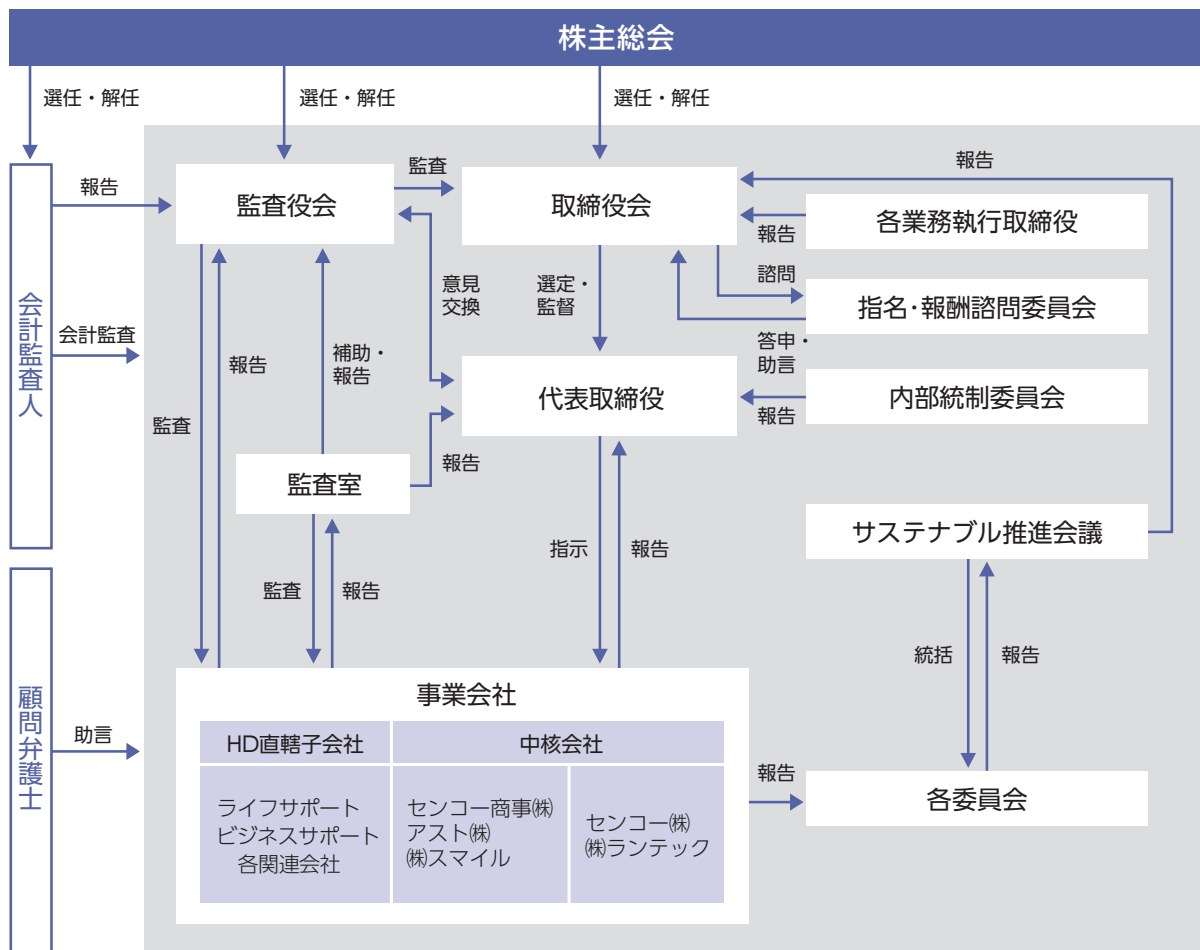 株主総会
選任・解任
選任・解任
選任・解任
報告
報告
監査
監査役会
取締役会
各業務執行取締役
報告
諮問
指名・報酬諮問委員会
意見
交換
選定・
監督
会計監査人
会計監査
報告
補助・
報告
答申・
助言
代表取締役
内部統制委員会
報告
監査
報告
監査室
サステナブル推進会議
指示
報告
監査
報告
統括
報告
事業会社
顧問弁護士
助言
HD直轄子会社
中核会社
報告
各委員会
ライフサポート
ビジネスサポート
各関連会社
センコー商事㈱
アスト㈱
㈱スマイル
センコー㈱
㈱ランテック